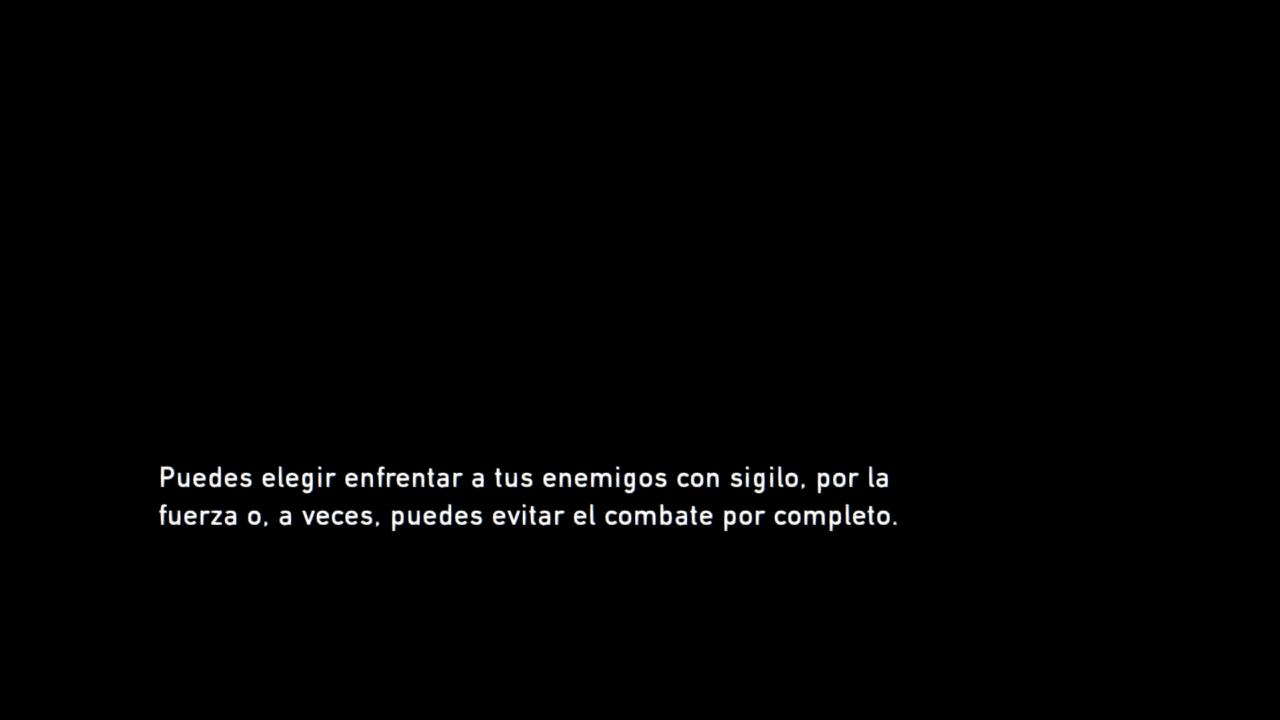 Puedes elegir enfrentar a tus enemigos con sigilo, por la
fuerza o, a veces, puedes evitar el combate por completo.